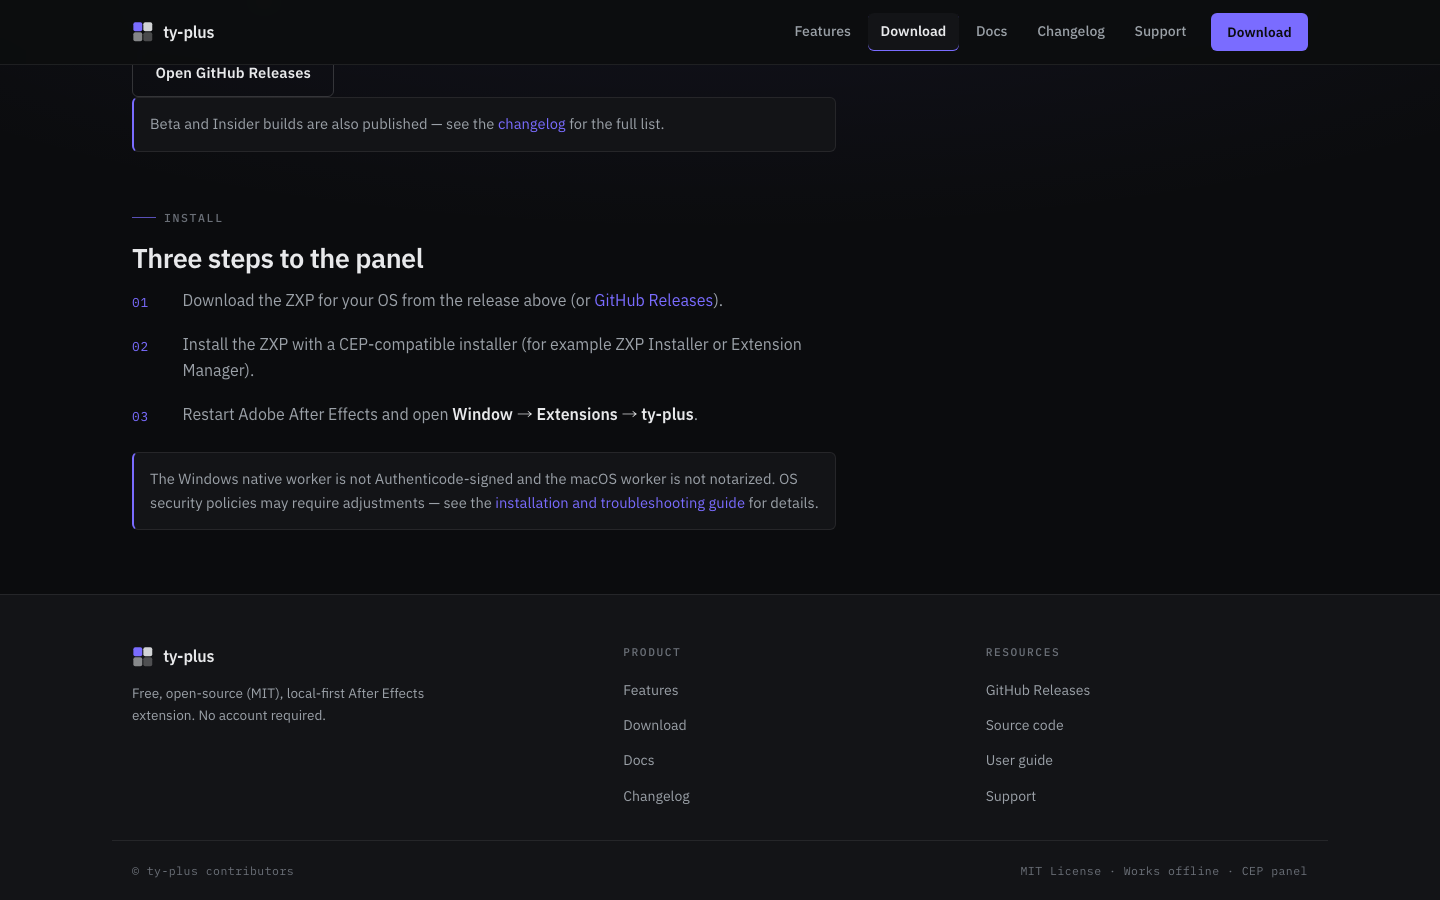 ty-plus
Features
Download
Docs
Changelog
Support
Download
Open GitHub Releases
Beta and Insider builds are also published — see the changelog for the full list.
INSTALL
Three steps to the panel
01 Download the ZXP for your OS from the release above (or GitHub Releases).
02 Install the ZXP with a CEP-compatible installer (for example ZXP Installer or Extension
Manager).
03 Restart Adobe After Effects and open Window → Extensions → ty-plus.
The Windows native worker is not Authenticode-signed and the macOS worker is not notarized. OS
security policies may require adjustments — see the installation and troubleshooting guide for details.
ty-plus
Free, open-source (MIT), local-first After Effects
extension. No account required.
PRODUCT
Features
Download
Docs
Changelog
RESOURCES
GitHub Releases
Source code
User guide
Support
© ty-plus contributors
MIT License · Works offline · CEP panel